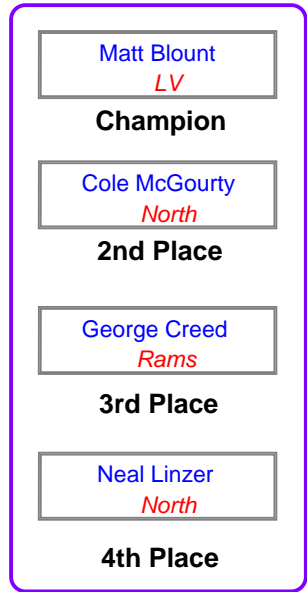 Matt Blount
LV
Champion
Cole McGourty
North
2nd Place
George Creed
Rams
3rd Place
Neal Linzer
North
4th Place